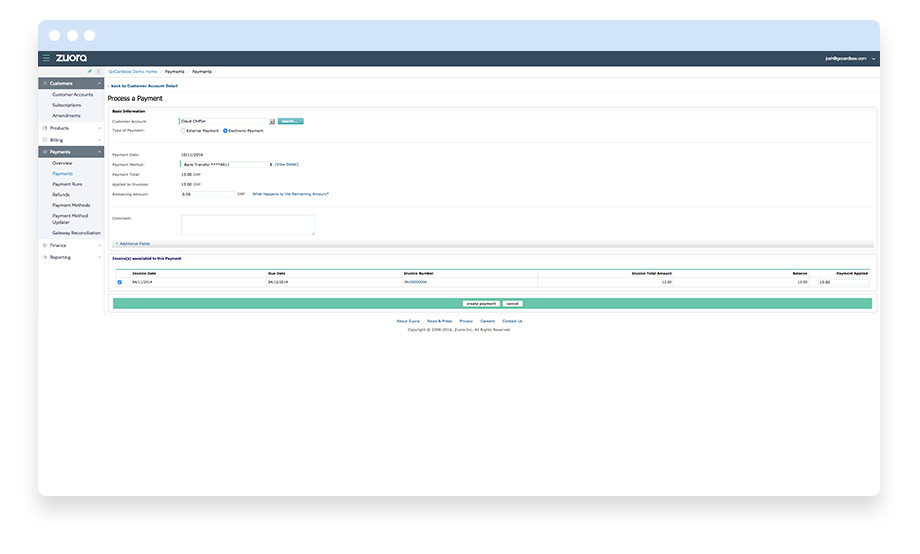 zuora
josh@gocardless.com
GoCardless Demo Home / Payments / Payments /
Customers
Customer Accounts
Subscriptions
Amendments
Products
Billing
Payments
Overview
Payments
Payment Runs
Refunds
Payment Methods
Payment Method
Updater
Gateway Reconciliation
Finance
Reporting
back to Customer Account Detail
Process a Payment
Basic Information
Customer Account: Claud Chiffon search...
Type of Payment: External Payment Electronic Payment
Payment Date: 10/11/2016
Payment Method: Bank Transfer ****9911 [View Detail]
Payment Total: 13.00 GBP
Applied to Invoices: 13.00 GBP
Remaining Amount: 0.00 GBP What happens to the Remaining Amount?
Comment:
+ Additional Fields
Invoice(s) associated to this Payment
Invoice Date Due Date Invoice Number Invoice Total Amount Balance Payment Applied
04/11/2014 04/12/2014 INV00000006 13.00 13.00 13.00
create payment cancel
About Zuora News & Press Privacy Careers Contact Us
Copyright © 2008-2016, Zuora Inc. All Rights Reserved.